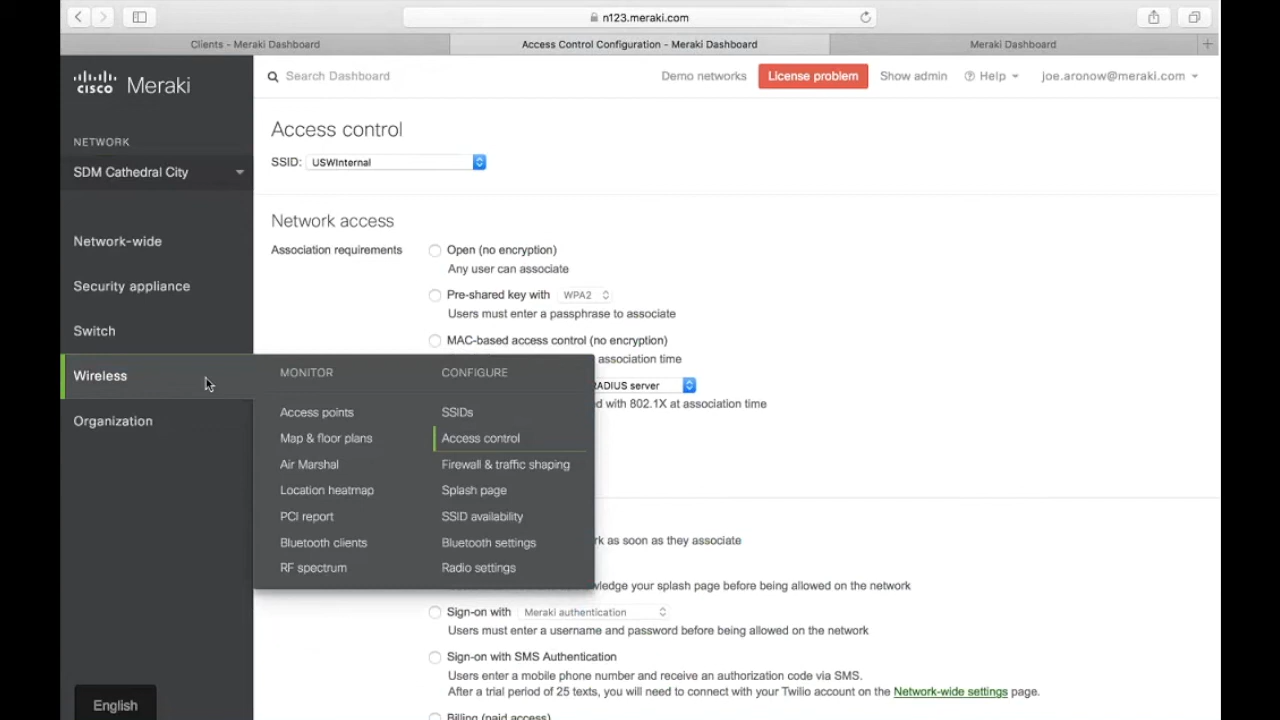 n123.meraki.com
Clients - Meraki Dashboard
Access Control Configuration - Meraki Dashboard
Meraki Dashboard
cisco Meraki
Search Dashboard
Demo networks
License problem
Show admin
Help
joe.aronow@meraki.com
NETWORK
SDM Cathedral City
Network-wide
Security appliance
Switch
Wireless
Organization
English
Access control
SSID: USWInternal
Network access
Association requirements
Open (no encryption)
Any user can associate
Pre-shared key with WPA2
Users must enter a passphrase to associate
MAC-based access control (no encryption)
association time
RADIUS server
d with 802.1X at association time
MONITOR
Access points
Map & floor plans
Air Marshal
Location heatmap
PCI report
Bluetooth clients
RF spectrum
CONFIGURE
SSIDs
Access control
Firewall & traffic shaping
Splash page
SSID availability
Bluetooth settings
Radio settings
rk as soon as they associate
ledge your splash page before being allowed on the network
Sign-on with Meraki authentication
Users must enter a username and password before being allowed on the network
Sign-on with SMS Authentication
Users enter a mobile phone number and receive an authorization code via SMS.
After a trial period of 25 texts, you will need to connect with your Twilio account on the Network-wide settings page.
Billing (paid access)